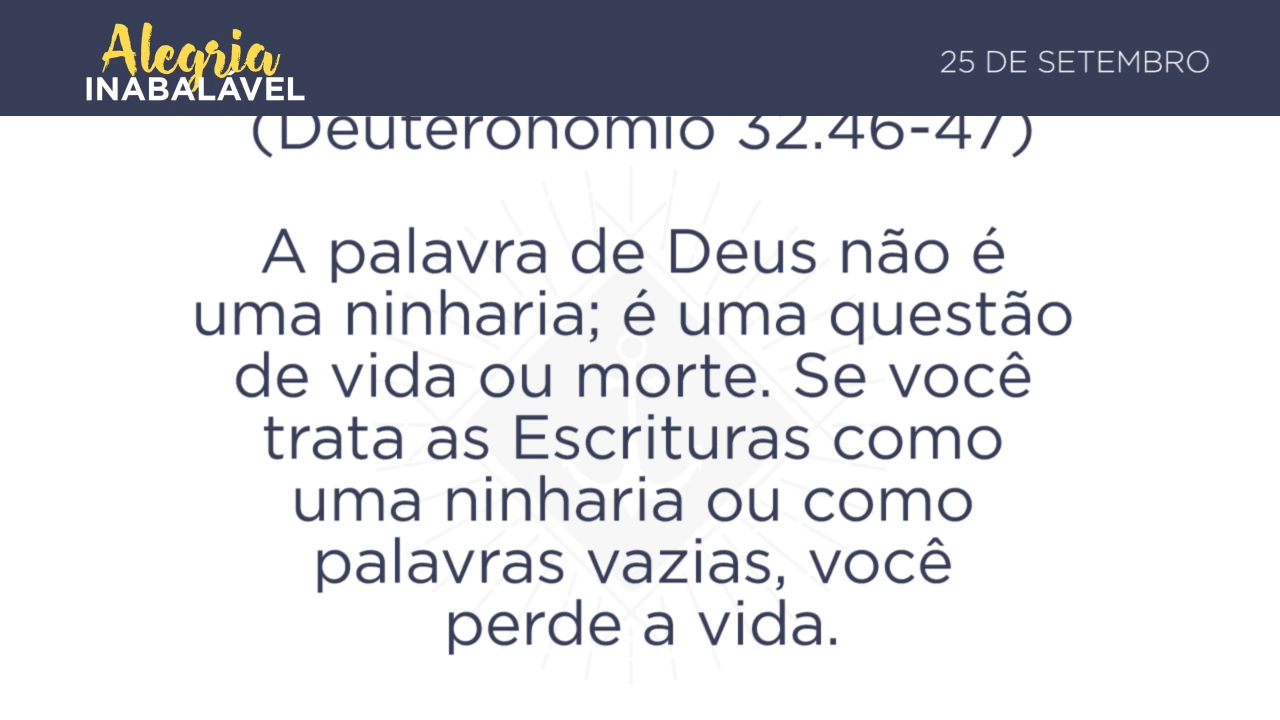 Alegria
INABALÁVEL
25 DE SETEMBRO
(Deuteronômio 32.46-47)
A palavra de Deus não é
uma ninharia; é uma questão
de vida ou morte. Se você
trata as Escrituras como
uma ninharia ou como
palavras vazias, você
perde a vida.